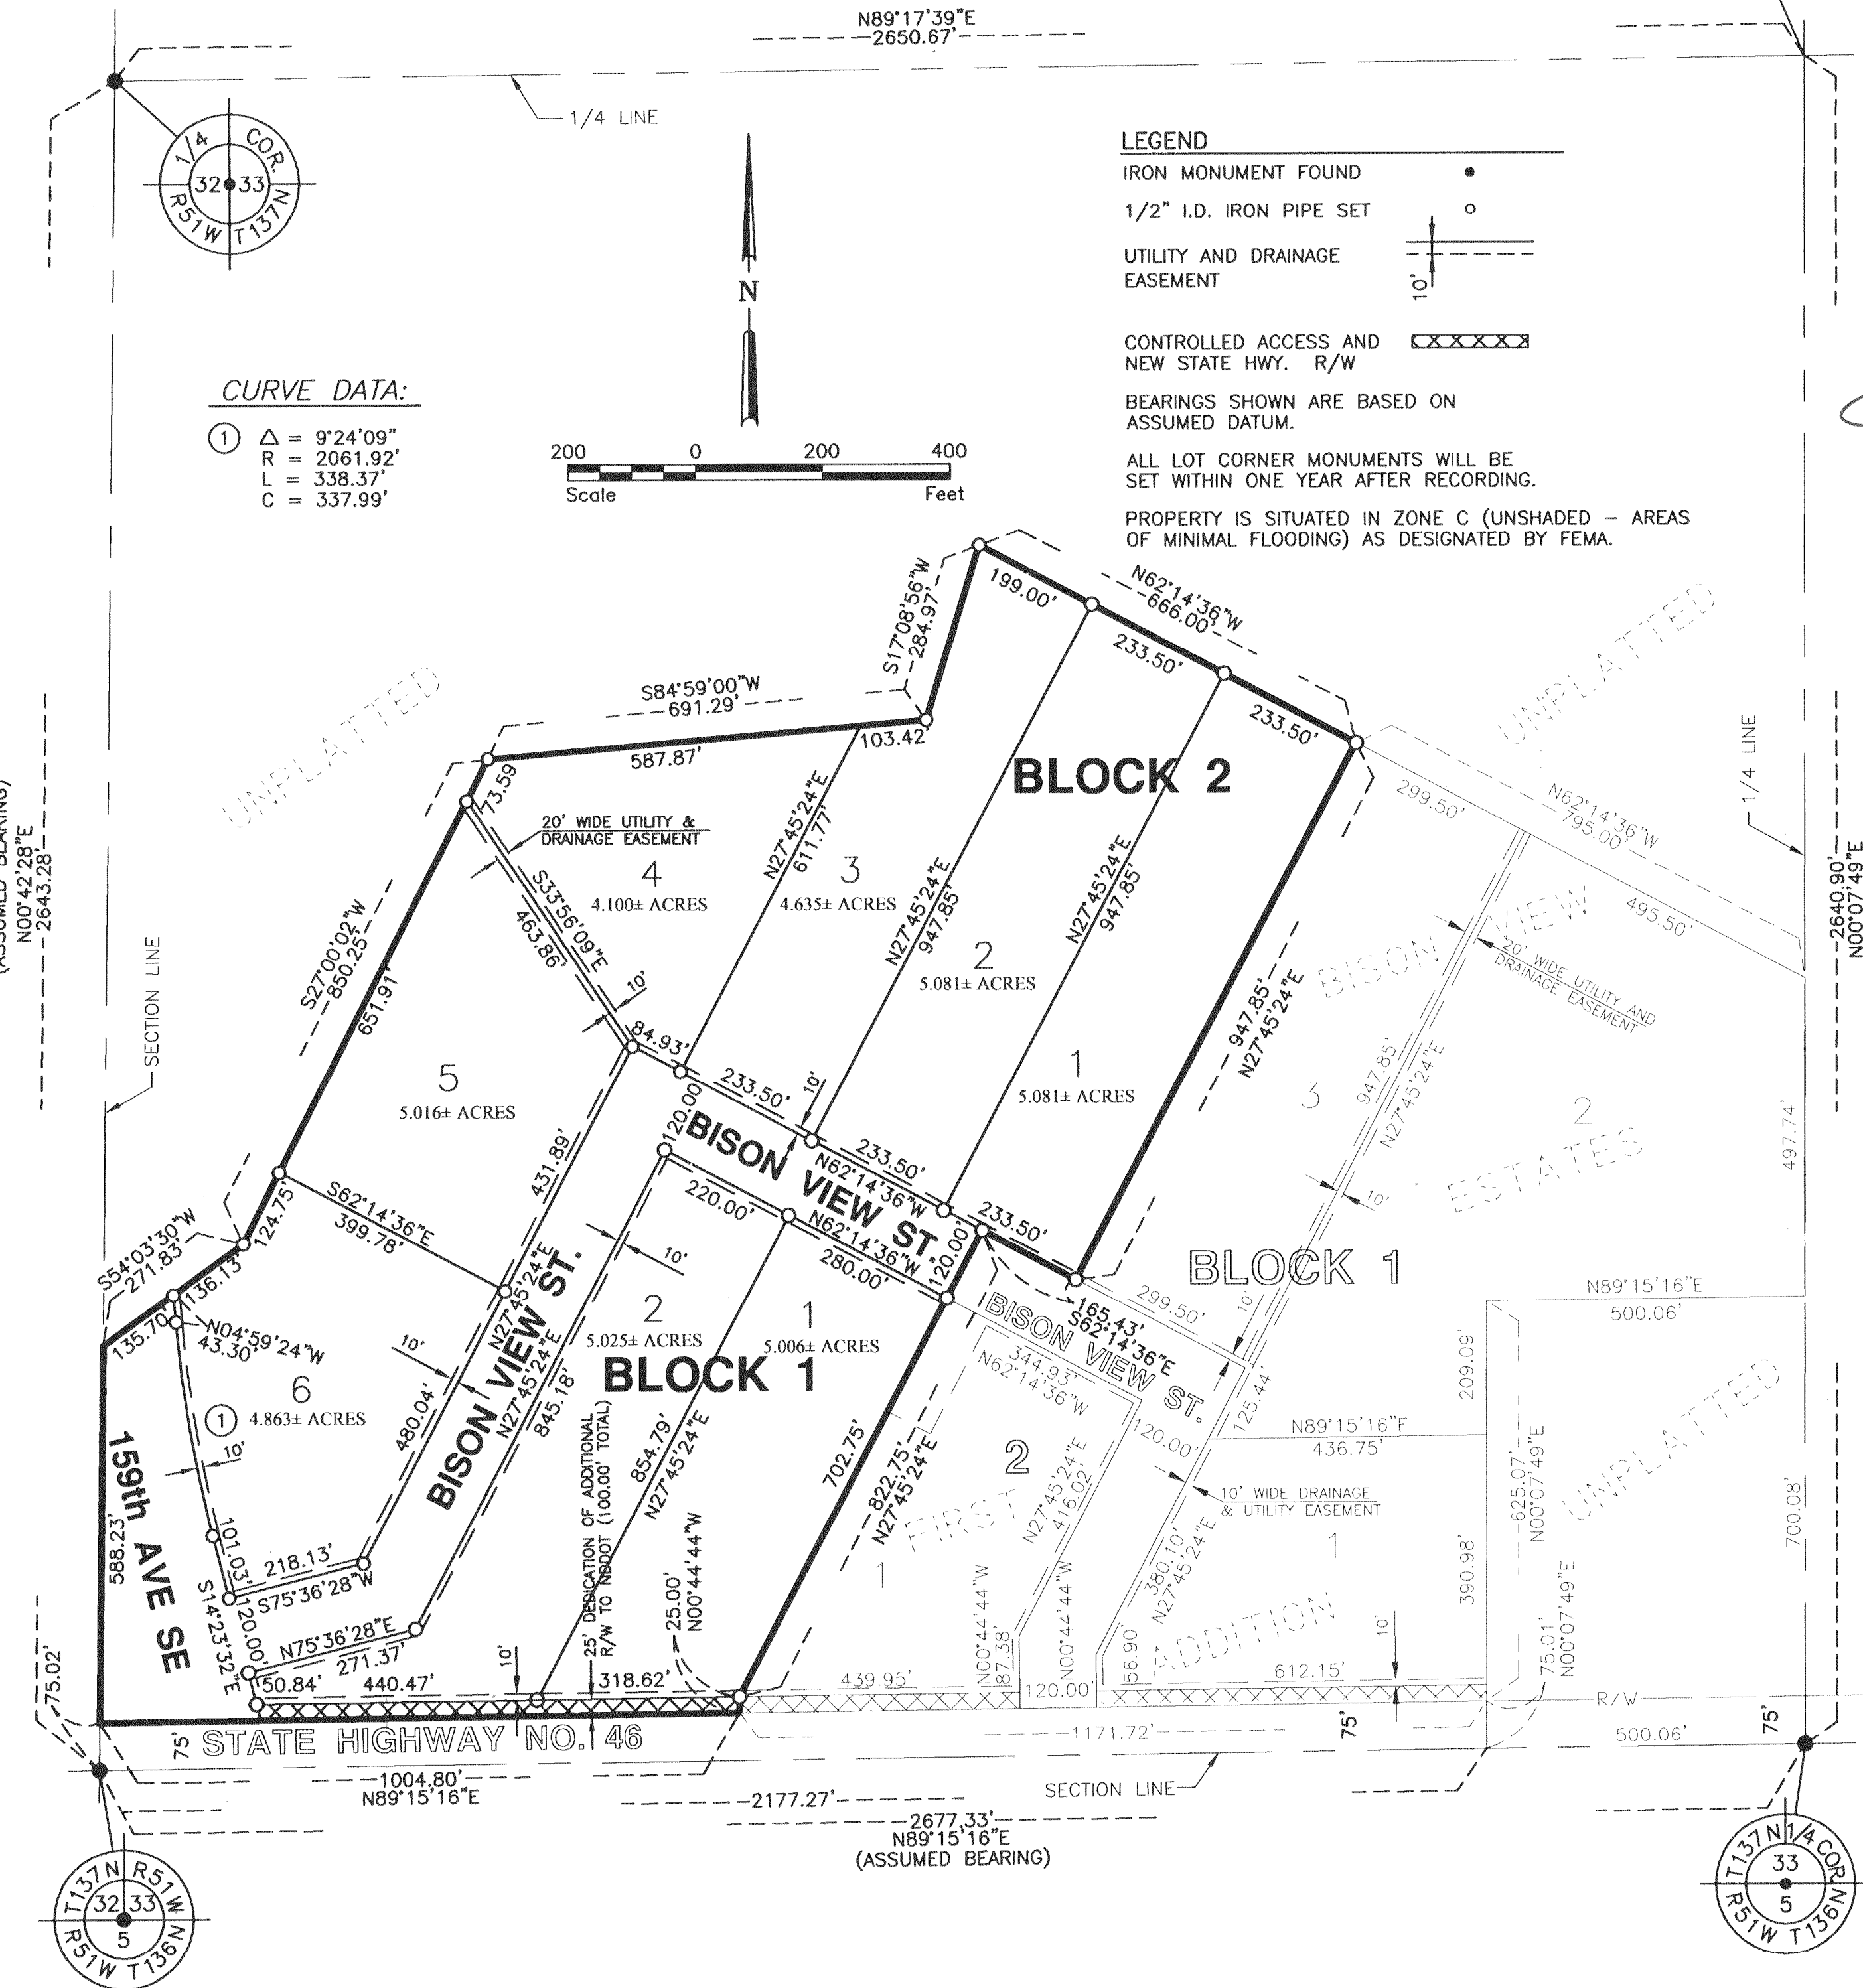 N89°17'39"E
2650.67'
1/4 LINE
1/4 COR.
32 33
R51W T137N
N
LEGEND
IRON MONUMENT FOUND
1/2" I.D. IRON PIPE SET
UTILITY AND DRAINAGE
EASEMENT
10'
CONTROLLED ACCESS AND
NEW STATE HWY. R/W
BEARINGS SHOWN ARE BASED ON
ASSUMED DATUM.
ALL LOT CORNER MONUMENTS WILL BE
SET WITHIN ONE YEAR AFTER RECORDING.
PROPERTY IS SITUATED IN ZONE C (UNSHADED – AREAS
OF MINIMAL FLOODING) AS DESIGNATED BY FEMA.
CURVE DATA:
1 Δ = 9°24'09"
R = 2061.92'
L = 338.37'
C = 337.99'
200 0 200 400
Scale Feet
199.00'
N62°14'36"W
666.00'
233.50'
233.50'
S17°08'56"W
284.97'
S84°59'00"W
691.29'
587.87'
103.42'
73.59
UNPLATTED
UNPLATTED
BLOCK 2
20' WIDE UTILITY &
DRAINAGE EASEMENT
4
4.100± ACRES
N27°45'24"E
611.77'
3
4.635± ACRES
N27°45'24"E
947.85'
2
5.081± ACRES
N27°45'24"E
947.85'
1
5.081± ACRES
947.85'
N27°45'24"E
S33°56'09"E
463.86'
10'
S27°00'02"W
850.25'
651.91'
5
5.016± ACRES
84.93'
233.50'
10'
233.50'
N62°14'36"W
233.50'
120.00'
BISON VIEW ST.
220.00'
N62°14'36"W
280.00'
120.00'
431.89'
N27°45'24"E
S62°14'36"E
399.78'
124.75'
S54°03'30"W
271.83'
136.13'
135.70'
N04°59'24"W
43.30'
6
4.863± ACRES
1
10'
10'
480.04'
BISON VIEW ST.
N27°45'24"E
845.18'
10'
2
5.025± ACRES
1
5.006± ACRES
BLOCK 1
854.79'
N27°45'24"E
702.75'
822.75'
N27°45'24"E
165.43'
S62°14'36"E
159th AVE SE
588.23'
101.03'
218.13'
S75°36'28"W
S14°23'32"E
120.00'
N75°36'28"E
271.37'
50.84'
440.47'
10'
25' DEDICATION OF ADDITIONAL
R/W TO NDDOT (100.00' TOTAL)
25.00'
N00°44'44"W
318.62'
75.02'
75'
STATE HIGHWAY NO. 46
1004.80'
N89°15'16"E
2177.27'
2677.33'
N89°15'16"E
(ASSUMED BEARING)
SECTION LINE
SECTION LINE
N00°42'28"E
2643.28'
299.50'
N62°14'36"W
795.00'
495.50'
1/4 LINE
2640.90'
N00°07'49"E
BISON VIEW
ESTATES
FIRST
ADDITION
20' WIDE UTILITY AND
DRAINAGE EASEMENT
947.85'
N27°45'24"E
3
2
10'
497.74'
BLOCK 1
N89°15'16"E
500.06'
299.50'
10'
BISON VIEW ST.
344.93'
N62°14'36"W
125.44'
120.00'
N89°15'16"E
436.75'
209.09'
625.07'
N00°07'49"E
UNPLATTED
10' WIDE DRAINAGE
& UTILITY EASEMENT
2
1
N27°45'24"E
416.02'
380.10'
N27°45'24"E
1
390.98'
700.08'
N00°44'44"W
87.38'
N00°44'44"W
56.90'
439.95'
120.00'
612.15'
10'
75.01'
N00°07'49"E
R/W
1171.72'
75'
500.06'
75'
T137N R51W
32 33
5
R51W T136N
T137N 1/4 COR
33
5
R51W T136N